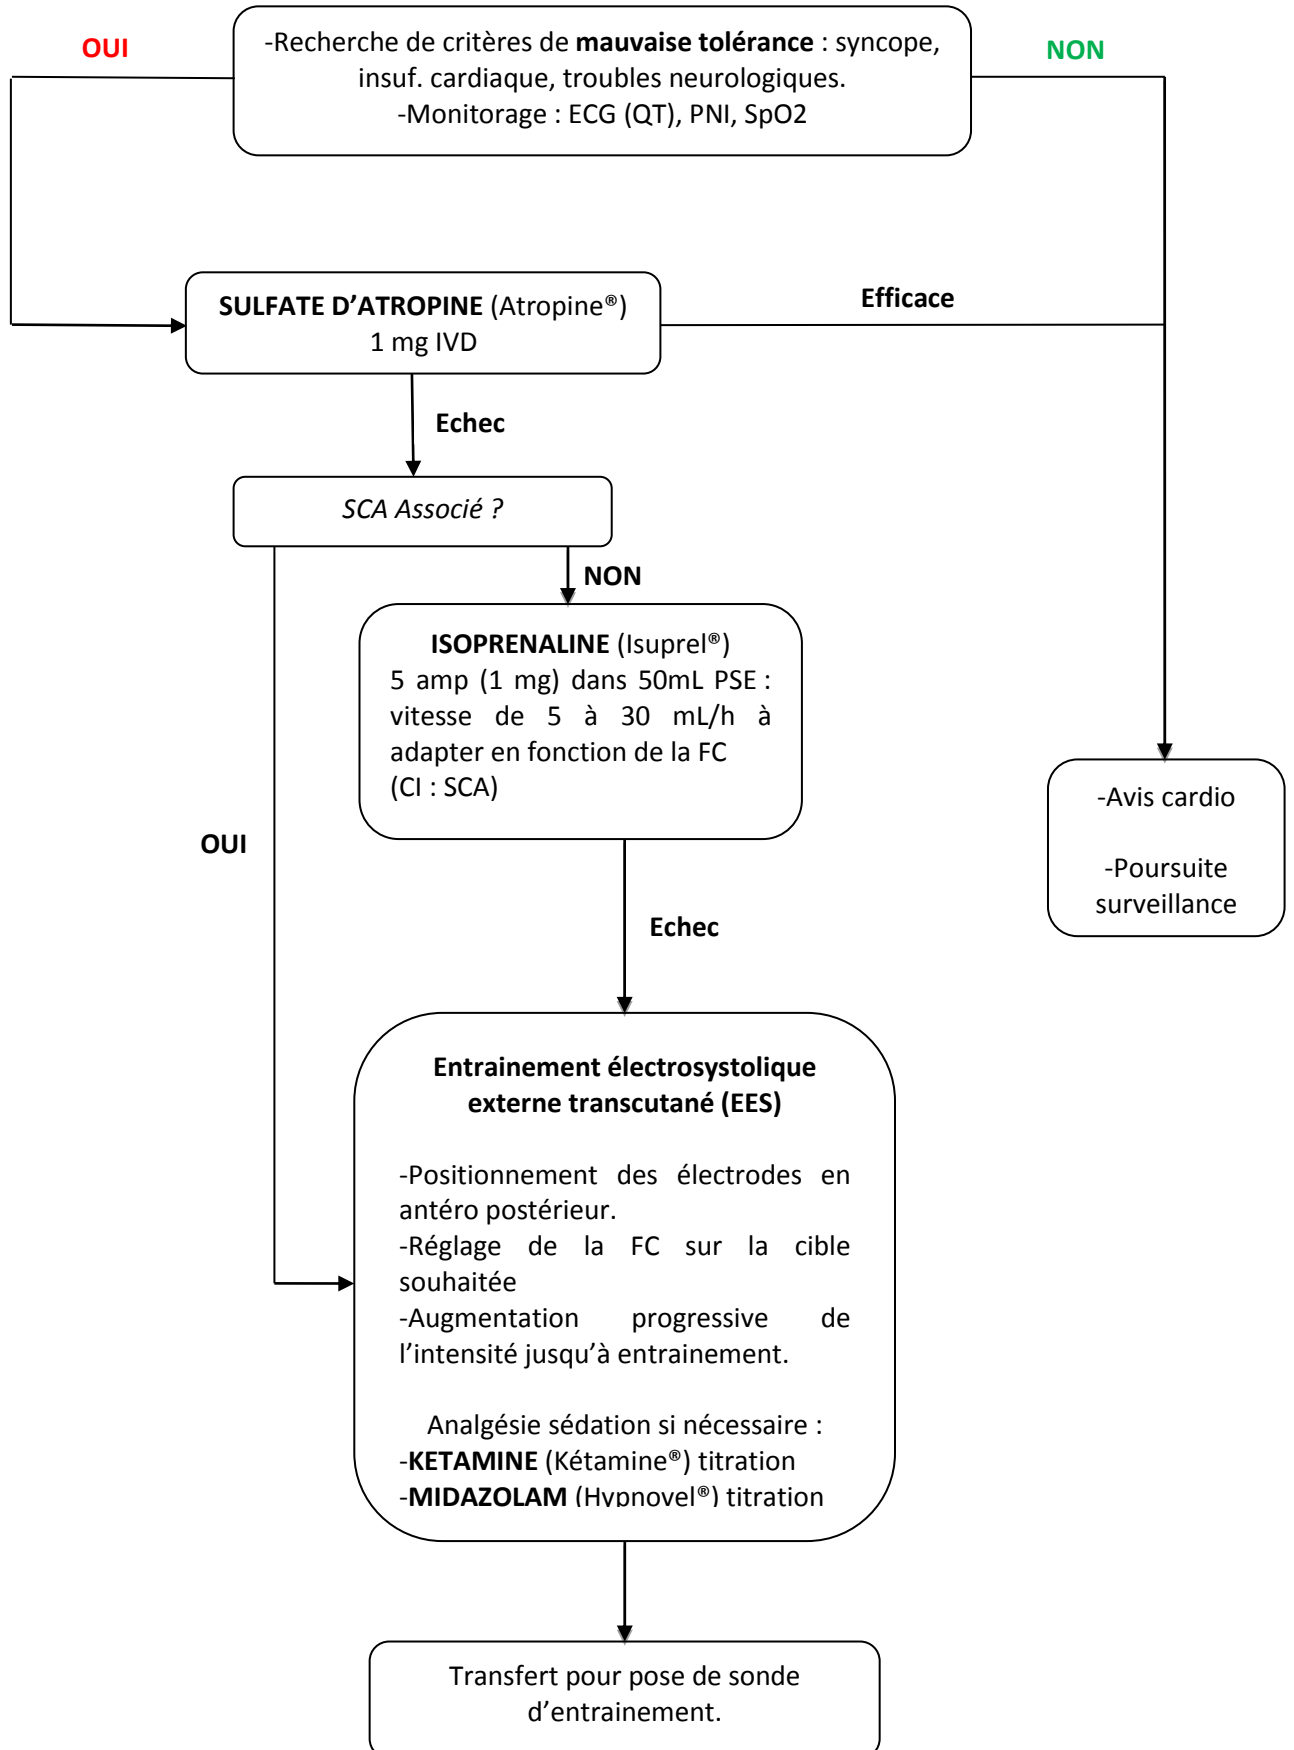 OUI
-Recherche de critères de mauvaise tolérance : syncope,
insuf. cardiaque, troubles neurologiques.
-Monitorage : ECG (QT), PNI, SpO2
NON
SULFATE D’ATROPINE (Atropine®)
1 mg IVD
Efficace
Echec
SCA Associé ?
NON
ISOPRENALINE (Isuprel®)
5 amp (1 mg) dans 50mL PSE :
vitesse de 5 à 30 mL/h à
adapter en fonction de la FC
(CI : SCA)
-Avis cardio
-Poursuite
surveillance
OUI
Echec
Entrainement électrosystolique
externe transcutané (EES)
-Positionnement des électrodes en
antéro postérieur.
-Réglage de la FC sur la cible
souhaitée
-Augmentation progressive de
l’intensité jusqu’à entrainement.
Analgésie sédation si nécessaire :
-KETAMINE (Kétamine®) titration
-MIDAZOLAM (Hypnovel®) titration
Transfert pour pose de sonde
d’entrainement.